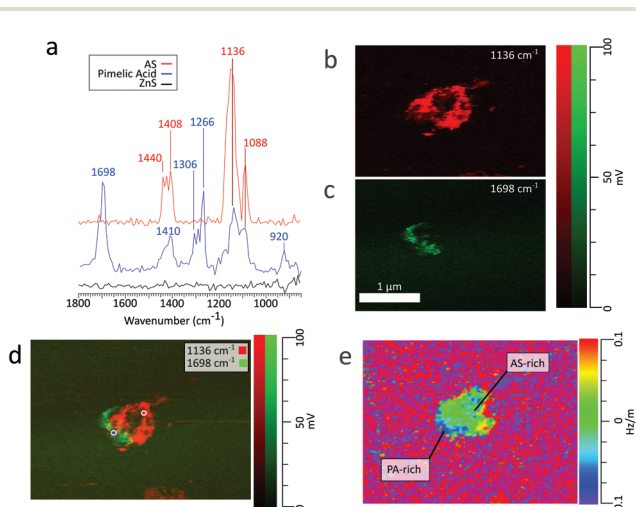 a
AS
Pimelic Acid
ZnS
1136
1408
1440
1266
1306
1088
1698
1410
920
1800
1600
1400
1200
1000
Wavenumber (cm-1)
b
1136 cm-1
c
1698 cm-1
1 µm
100
50
0
mV
d
1136 cm-1
1698 cm-1
100
50
0
mV
e
AS-rich
PA-rich
0.1
0
0.1
Hz/m